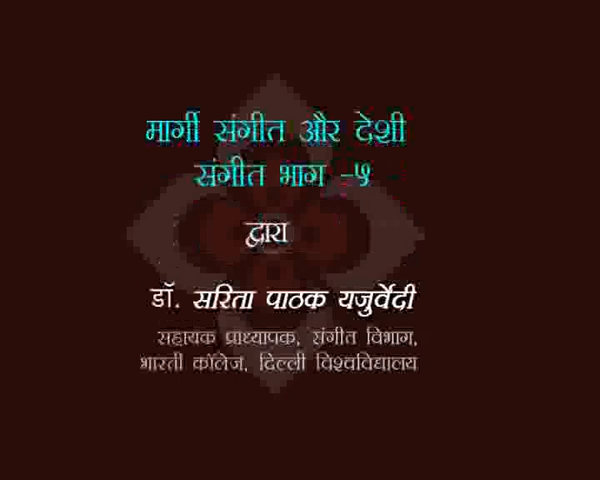 मार्गी संगीत और देशी
संगीत भाग -५
द्वारा
डॉ. सरिता पाठक यजुर्वेदी
सहायक प्राध्यापक, संगीत विभाग,
भारती कॉलेज, दिल्ली विश्वविद्यालय